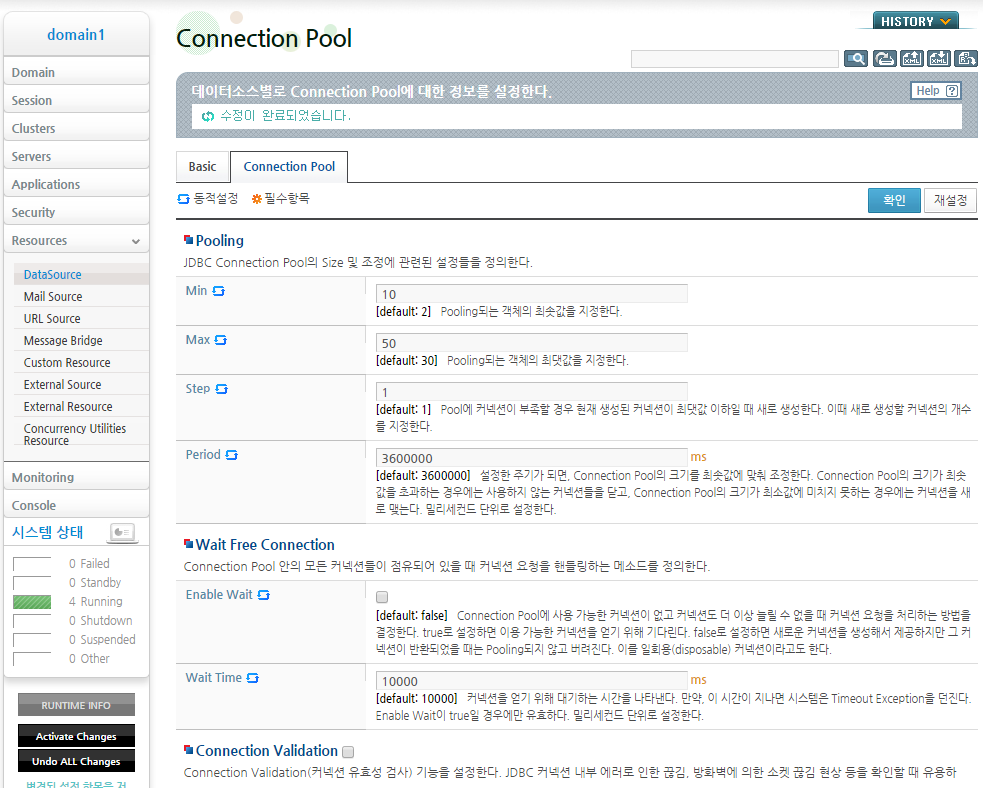 domain1
Domain
Session
Clusters
Servers
Applications
Security
Resources
DataSource
Mail Source
URL Source
Message Bridge
Custom Resource
External Source
External Resource
Concurrency Utilities
Resource
Monitoring
Console
시스템 상태
0 Failed
0 Standby
4 Running
0 Shutdown
0 Suspended
0 Other
RUNTIME INFO
Activate Changes
Undo ALL Changes
변경된 설정 항목을 저
Connection Pool
HISTORY
XML
XML
데이터소스별로 Connection Pool에 대한 정보를 설정한다.
Help ?
수정이 완료되었습니다.
Basic
Connection Pool
동적설정 필수항목
확인
재설정
Pooling
JDBC Connection Pool의 Size 및 조정에 관련된 설정들을 정의한다.
Min
10
[default: 2] Pooling되는 객체의 최솟값을 지정한다.
Max
50
[default: 30] Pooling되는 객체의 최댓값을 지정한다.
Step
1
[default: 1] Pool에 커넥션이 부족할 경우 현재 생성된 커넥션이 최댓값 이하일 때 새로 생성한다. 이때 새로 생성할 커넥션의 개수
를 지정한다.
Period
3600000 ms
[default: 3600000] 설정한 주기가 되면, Connection Pool의 크기를 최솟값에 맞춰 조정한다. Connection Pool의 크기가 최솟
값을 초과하는 경우에는 사용하지 않는 커넥션들을 닫고, Connection Pool의 크기가 최소값에 미치지 못하는 경우에는 커넥션을 새
로 맺는다. 밀리세컨드 단위로 설정한다.
Wait Free Connection
Connection Pool 안의 모든 커넥션들이 점유되어 있을 때 커넥션 요청을 핸들링하는 메소드를 정의한다.
Enable Wait
[default: false] Connection Pool에 사용 가능한 커넥션이 없고 커넥션도 더 이상 늘릴 수 없을 때 커넥션 요청을 처리하는 방법을
결정한다. true로 설정하면 이용 가능한 커넥션을 얻기 위해 기다린다. false로 설정하면 새로운 커넥션을 생성해서 제공하지만 그 커
넥션이 반환되었을 때는 Pooling되지 않고 버려진다. 이를 일회용(disposable) 커넥션이라고도 한다.
Wait Time
10000 ms
[default: 10000] 커넥션을 얻기 위해 대기하는 시간을 나타낸다. 만약, 이 시간이 지나면 시스템은 Timeout Exception을 던진다.
Enable Wait이 true일 경우에만 유효하다. 밀리세컨드 단위로 설정한다.
Connection Validation
Connection Validation(커넥션 유효성 검사) 기능을 설정한다. JDBC 커넥션 내부 에러로 인한 끊김, 방화벽에 의한 소켓 끊김 현상 등을 확인할 때 유용하